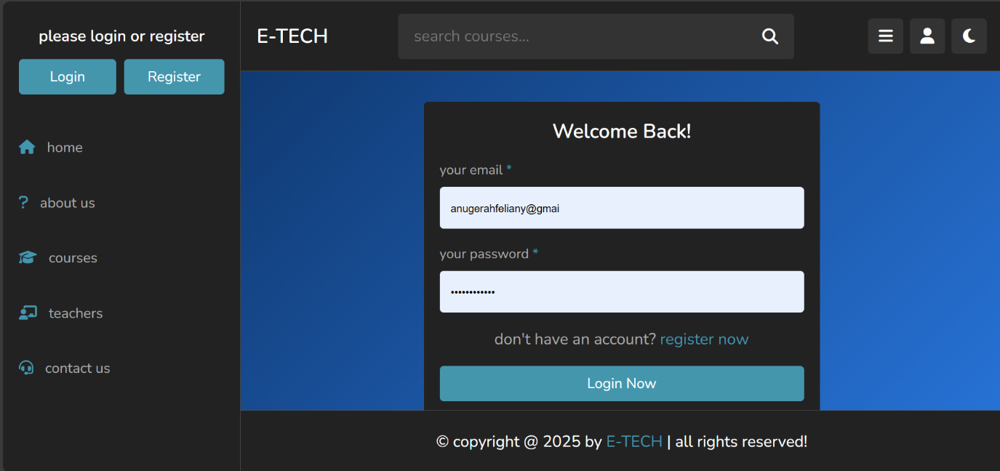 please login or register
Login
Register
home
? about us
courses
teachers
contact us
E-TECH
search courses...
Welcome Back!
your email *
anugerahfeliany@gmai
your password *
••••••••••••
don't have an account? register now
Login Now
© copyright @ 2025 by E-TECH | all rights reserved!